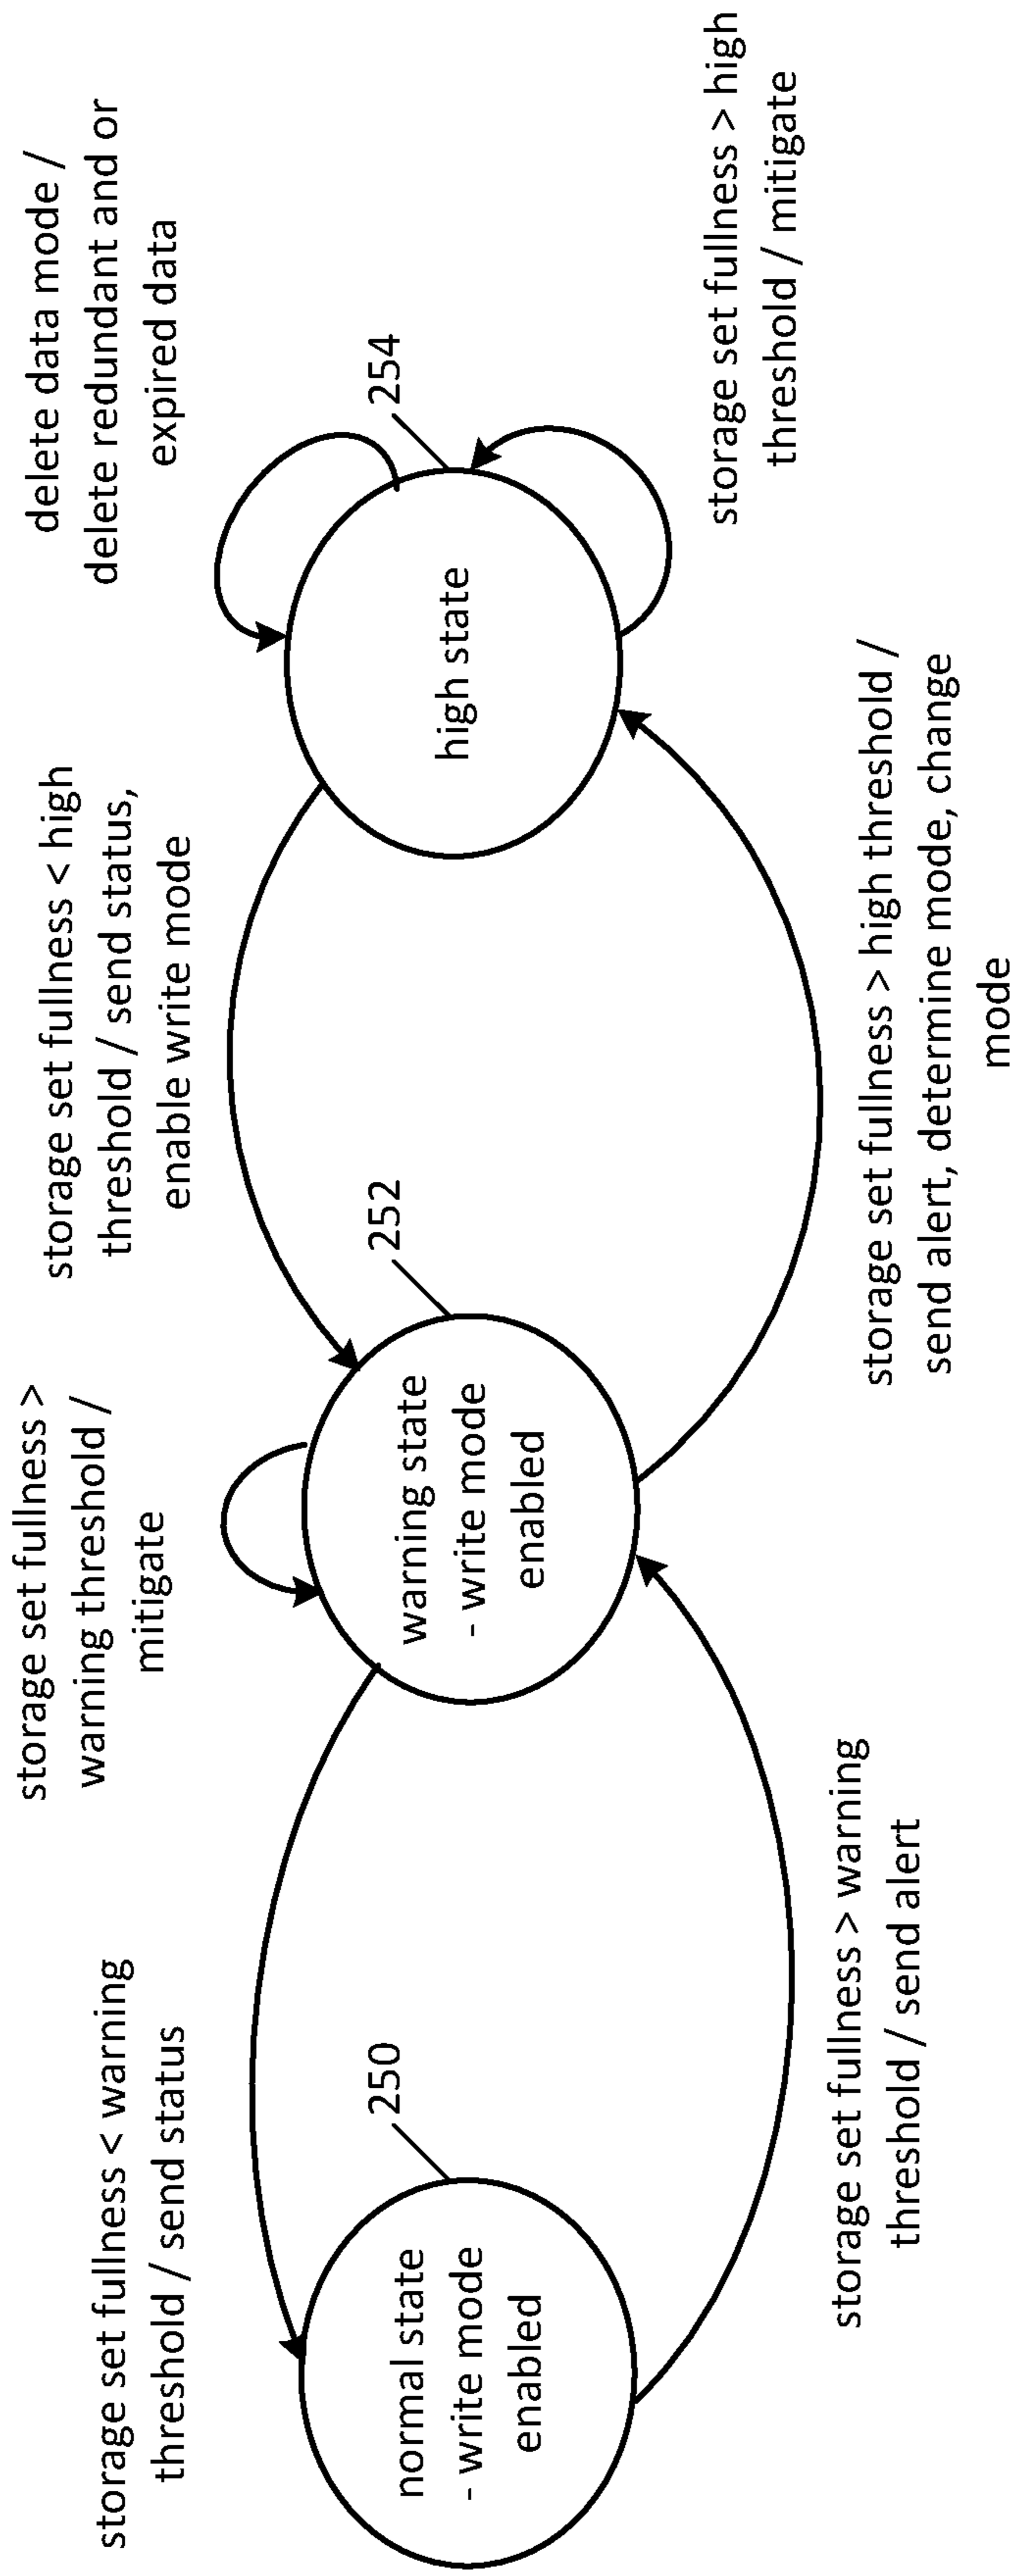 storage set fullness < warning
threshold / send status
storage set fullness >
warning threshold /
mitigate
storage set fullness < high
threshold / send status,
enable write mode
delete data mode /
delete redundant and or
expired data
250
normal state
- write mode
enabled
252
warning state
- write mode
enabled
254
high state
storage set fullness > warning
threshold / send alert
storage set fullness > high threshold /
send alert, determine mode, change
mode
storage set fullness > high
threshold / mitigate